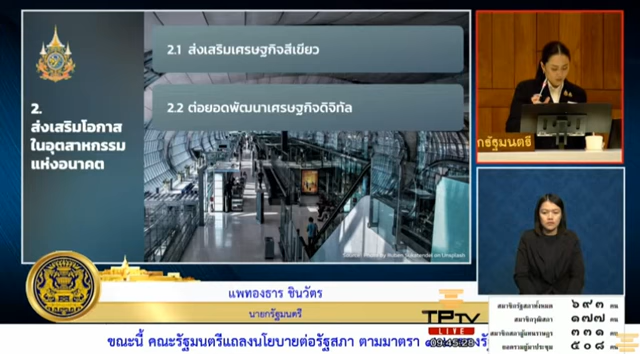 2.1 ส่งเสริมเศรษฐกิจสีเขียว
2.2 ต่อยอดพัฒนาเศรษฐกิจดิจิทัล
2.
ส่งเสริมโอกาส
ในอุตสาหกรรม
แห่งอนาคต
on Unsplash
กรัฐมนตรี
แพทองธาร ชินวัตร
นายกรัฐมนตรี
TPTV
LIVE
09:45:28
สมาชิกรัฐสภาทั้งหมด ๖๙๓ คน
สมาชิกวุฒิสภา ๑๗๗ คน
สมาชิกสภาผู้แทนราษฎร ๓๓๑ คน
ยอดรวมผู้มาประชุม ๕๐๘ คน
ขณะนี้ คณะรัฐมนตรีแถลงนโยบายต่อรัฐสภา ตามมาตรา